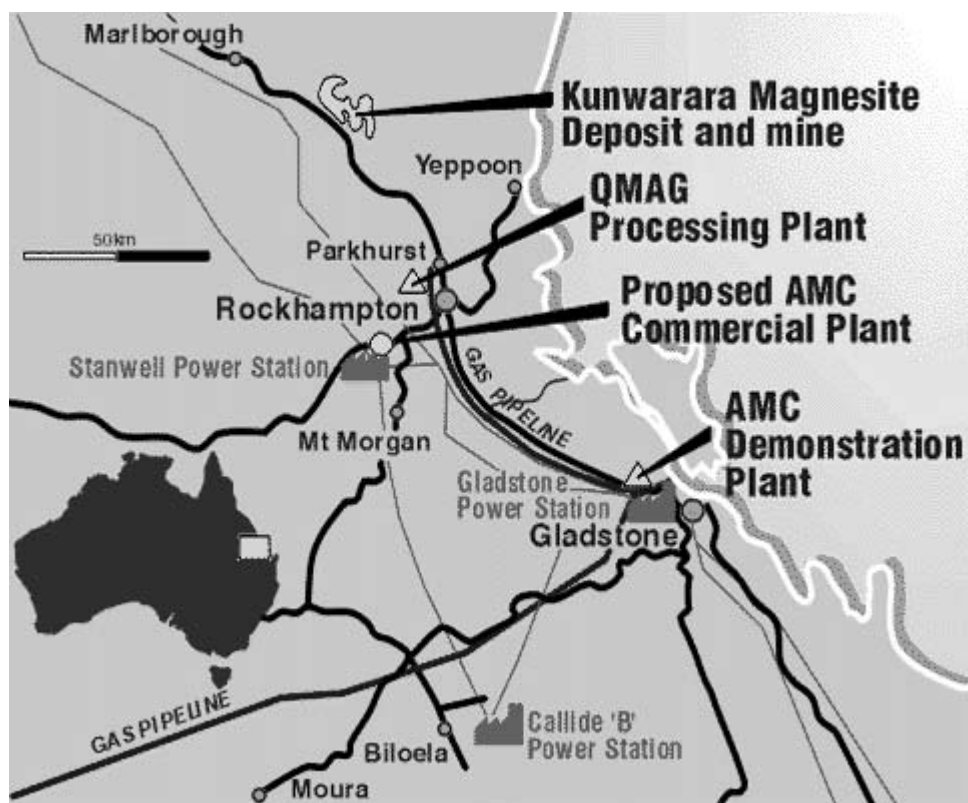 Marlborough
Kunwarara Magnesite
Deposit and mine
Yeppoon
QMAG
Processing Plant
50km
Parkhurst
Rockhampton
Proposed AMC
Commercial Plant
Stanwell Power Station
GAS PIPELINE
Mt Morgan
AMC
Demonstration
Plant
Gladstone
Power Station
Gladstone
GAS PIPELINE
Callide 'B'
Power Station
Biloela
Moura